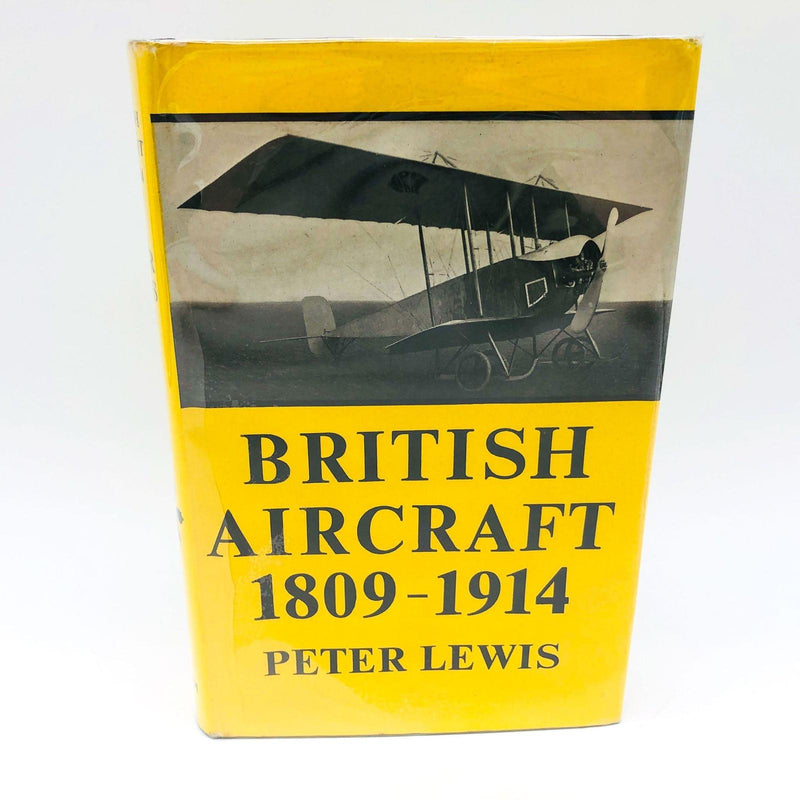 BRITISH
AIRCRAFT
1809-1914
PETER LEWIS